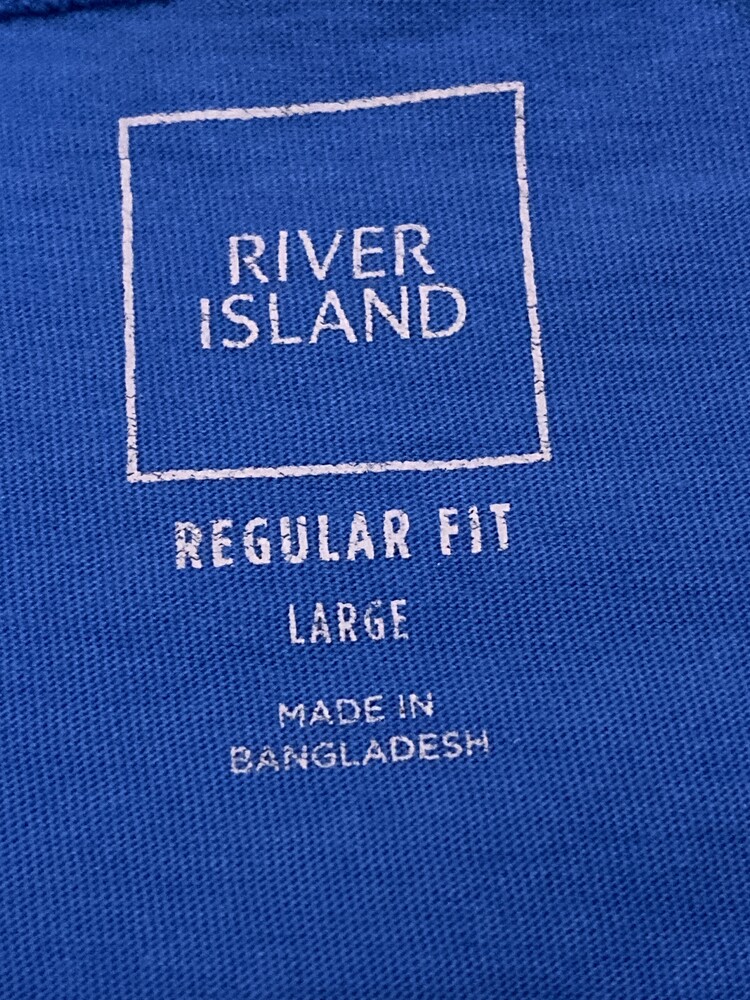 RIVER
ISLAND
REGULAR FIT
LARGE
MADE IN
BANGLADESH